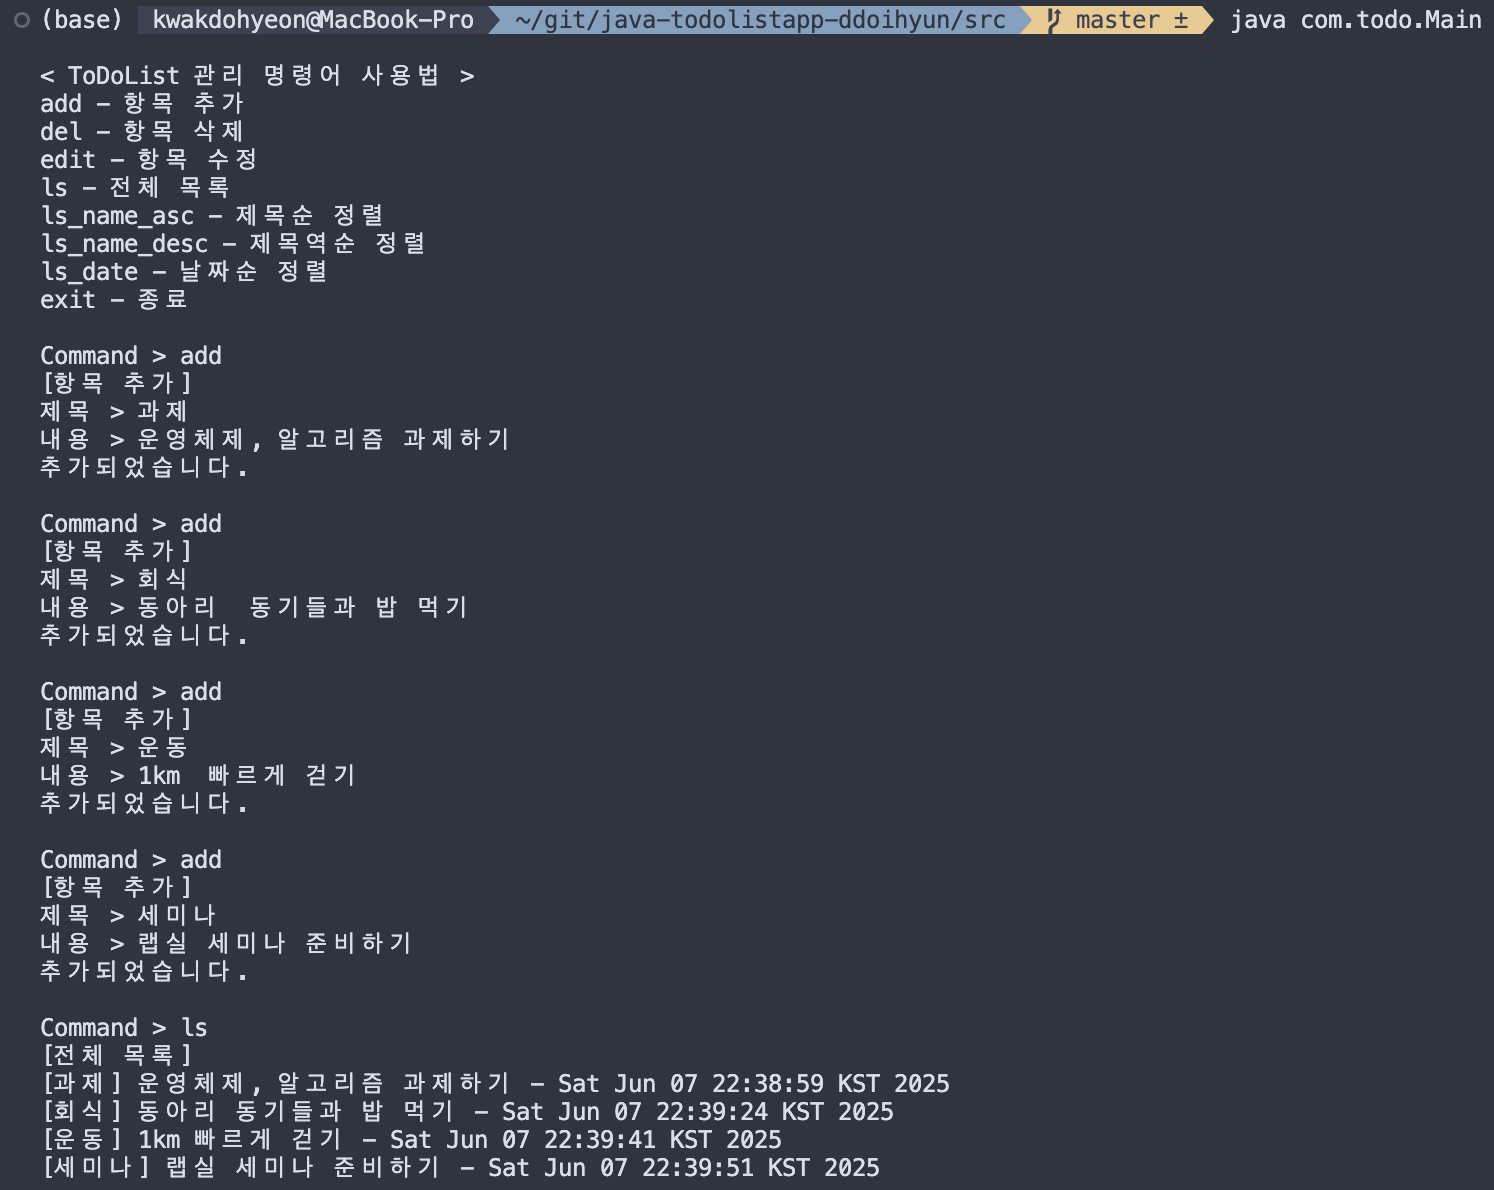 (base) kwakdohyeon@MacBook-Pro ~/git/java-todolistapp-ddoihyun/src master ± java com.todo.Main
< ToDoList 관리 명령어 사용법 >
add - 항목 추가
del - 항목 삭제
edit - 항목 수정
ls - 전체 목록
ls_name_asc - 제목순 정렬
ls_name_desc - 제목역순 정렬
ls_date - 날짜순 정렬
exit - 종료
Command > add
[항목 추가]
제목 > 과제
내용 > 운영체제, 알고리즘 과제하기
추가되었습니다.
Command > add
[항목 추가]
제목 > 회식
내용 > 동아리  동기들과 밥 먹기
추가되었습니다.
Command > add
[항목 추가]
제목 > 운동
내용 > 1km  빠르게 걷기
추가되었습니다.
Command > add
[항목 추가]
제목 > 세미나
내용 > 랩실 세미나 준비하기
추가되었습니다.
Command > ls
[전체 목록]
[과제] 운영체제, 알고리즘 과제하기 - Sat Jun 07 22:38:59 KST 2025
[회식] 동아리 동기들과 밥 먹기 - Sat Jun 07 22:39:24 KST 2025
[운동] 1km 빠르게 걷기 - Sat Jun 07 22:39:41 KST 2025
[세미나] 랩실 세미나 준비하기 - Sat Jun 07 22:39:51 KST 2025